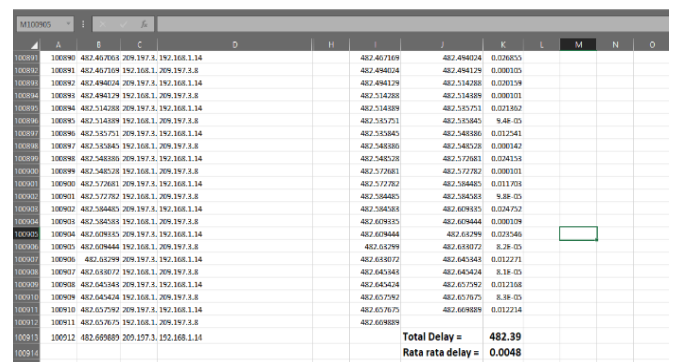 M100905 fx
A B C D H I J K L M N O
100891 100890 482.467063 209.197.3. 192.168.1.14 482.467169 482.494024 0.026855
100892 100891 482.467169 192.168.1. 209.197.3.8 482.494024 482.494129 0.000105
100893 100892 482.494024 209.197.3. 192.168.1.14 482.494129 482.514288 0.020159
100894 100893 482.494129 192.168.1. 209.197.3.8 482.514288 482.514389 0.000101
100895 100894 482.514288 209.197.3. 192.168.1.14 482.514389 482.535751 0.021362
100896 100895 482.514389 192.168.1. 209.197.3.8 482.535751 482.535845 9.4E-05
100897 100896 482.535751 209.197.3. 192.168.1.14 482.535845 482.548386 0.012541
100898 100897 482.535845 192.168.1. 209.197.3.8 482.548386 482.548528 0.000142
100899 100898 482.548386 209.197.3. 192.168.1.14 482.548528 482.572681 0.024153
100900 100899 482.548528 192.168.1. 209.197.3.8 482.572681 482.572782 0.000101
100901 100900 482.572681 209.197.3. 192.168.1.14 482.572782 482.584485 0.011703
100902 100901 482.572782 192.168.1. 209.197.3.8 482.584485 482.584583 9.8E-05
100903 100902 482.584485 209.197.3. 192.168.1.14 482.584583 482.609335 0.024752
100904 100903 482.584583 192.168.1. 209.197.3.8 482.609335 482.609444 0.000109
100905 100904 482.609335 209.197.3. 192.168.1.14 482.609444 482.63299 0.023546
100906 100905 482.609444 192.168.1. 209.197.3.8 482.63299 482.633072 8.2E-05
100907 100906 482.63299 209.197.3. 192.168.1.14 482.633072 482.645343 0.012271
100908 100907 482.633072 192.168.1. 209.197.3.8 482.645343 482.645424 8.1E-05
100909 100908 482.645343 209.197.3. 192.168.1.14 482.645424 482.657592 0.012168
100910 100909 482.645424 192.168.1. 209.197.3.8 482.657592 482.657675 8.3E-05
100911 100910 482.657592 209.197.3. 192.168.1.14 482.657675 482.669889 0.012214
100912 100911 482.657675 192.168.1. 209.197.3.8 482.669889
100913 100912 482.669889 209.197.3. 192.168.1.14 Total Delay = 482.39
100914 Rata rata delay = 0.0048